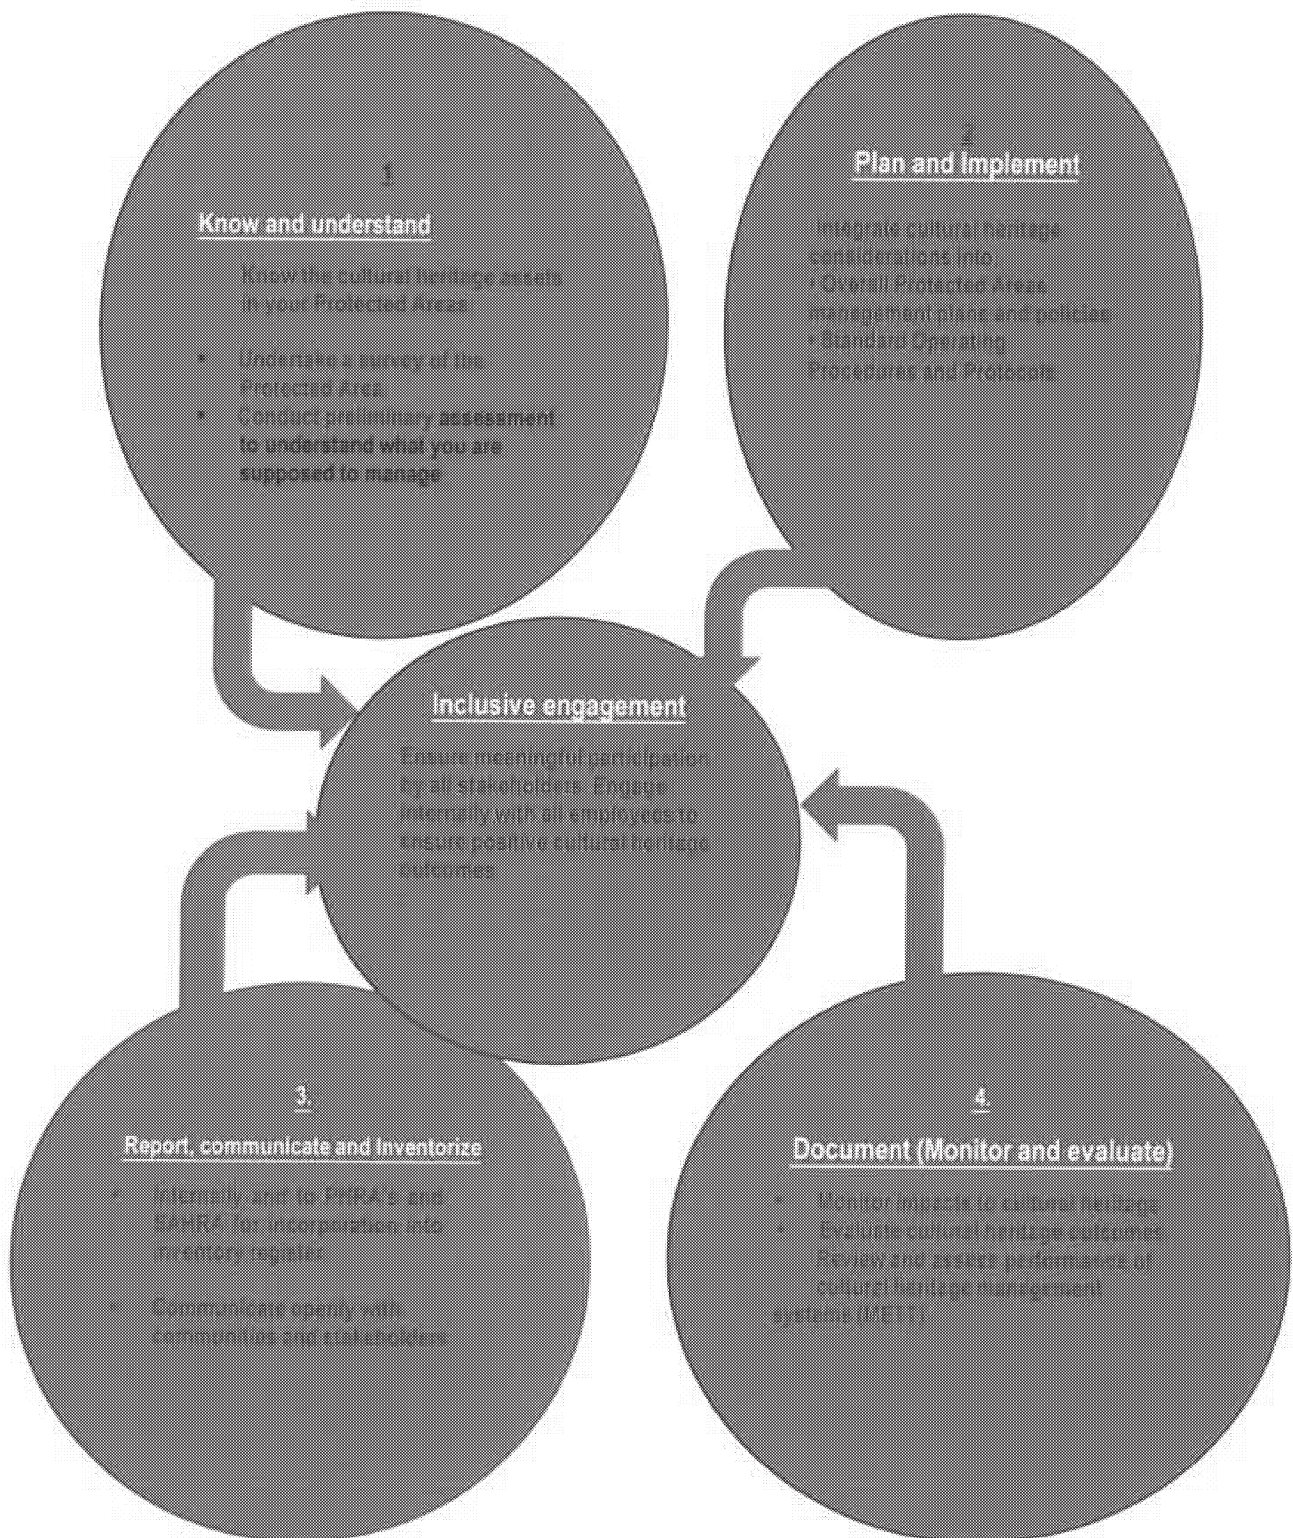 1
Know and understand
Know the cultural heritage assets
in your Protected Areas
• Undertake a survey of the
Protected Area.
• Conduct preliminary assessment
to understand what you are
supposed to manage
2
Plan and Implement
Integrate cultural heritage
considerations into
• Overall Protected Areas
management plans and policies
• Standard Operating
Procedures and Protocols
Inclusive engagement
Ensure meaningful participation
by all stakeholders. Engage
internally with all employees to
ensure positive cultural heritage
outcomes
3.
Report, communicate and Inventorize
• Internally and to PHRA's and
SAHRA for incorporation into
inventory register
• Communicate openly with
communities and stakeholders
4.
Document (Monitor and evaluate)
• Monitor impacts to cultural heritage
• Evaluate cultural heritage outcomes
Review and assess performance of
cultural heritage management
systems (METT)